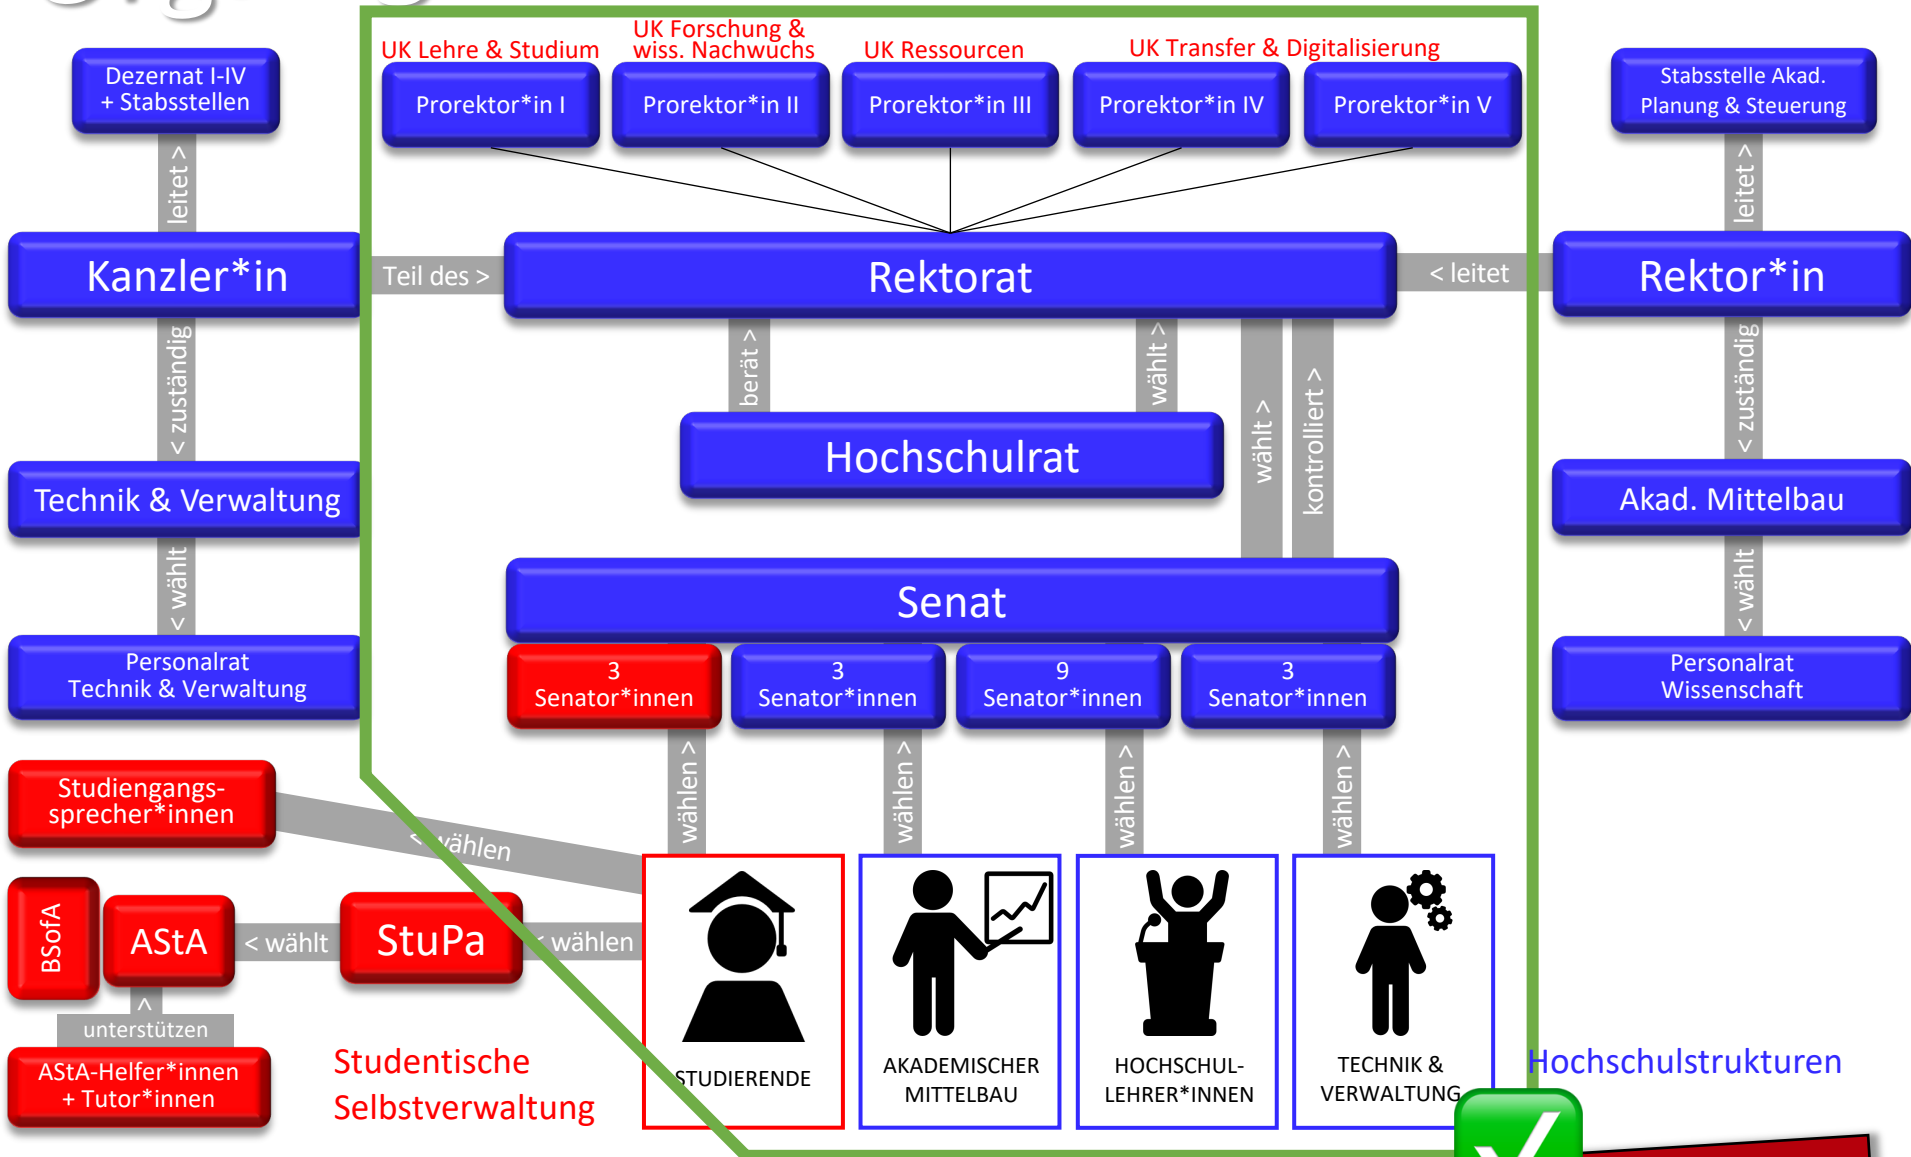 UK Lehre & Studium
UK Forschung &
wiss. Nachwuchs
UK Ressourcen
UK Transfer & Digitalisierung
Dezernat I-IV
+ Stabsstellen
Prorektor*in I
Prorektor*in II
Prorektor*in III
Prorektor*in IV
Prorektor*in V
Stabsstelle Akad.
Planung & Steuerung
leitet >
leitet >
Kanzler*in
Teil des >
Rektorat
< leitet
Rektor*in
< zuständig
berät >
wählt >
wählt >
kontrolliert >
< zuständig
Hochschulrat
Technik & Verwaltung
Akad. Mittelbau
< wählt
< wählt
Senat
Personalrat
Technik & Verwaltung
3
Senator*innen
3
Senator*innen
9
Senator*innen
3
Senator*innen
Personalrat
Wissenschaft
wählen >
wählen >
wählen >
wählen >
Studiengangs-
sprecher*innen
< wählen
BSofA
AStA
< wählt
StuPa
< wählen
>
unterstützen
AStA-Helfer*innen
+ Tutor*innen
Studentische
Selbstverwaltung
STUDIERENDE
AKADEMISCHER
MITTELBAU
HOCHSCHUL-
LEHRER*INNEN
TECHNIK &
VERWALTUNG
Hochschulstrukturen